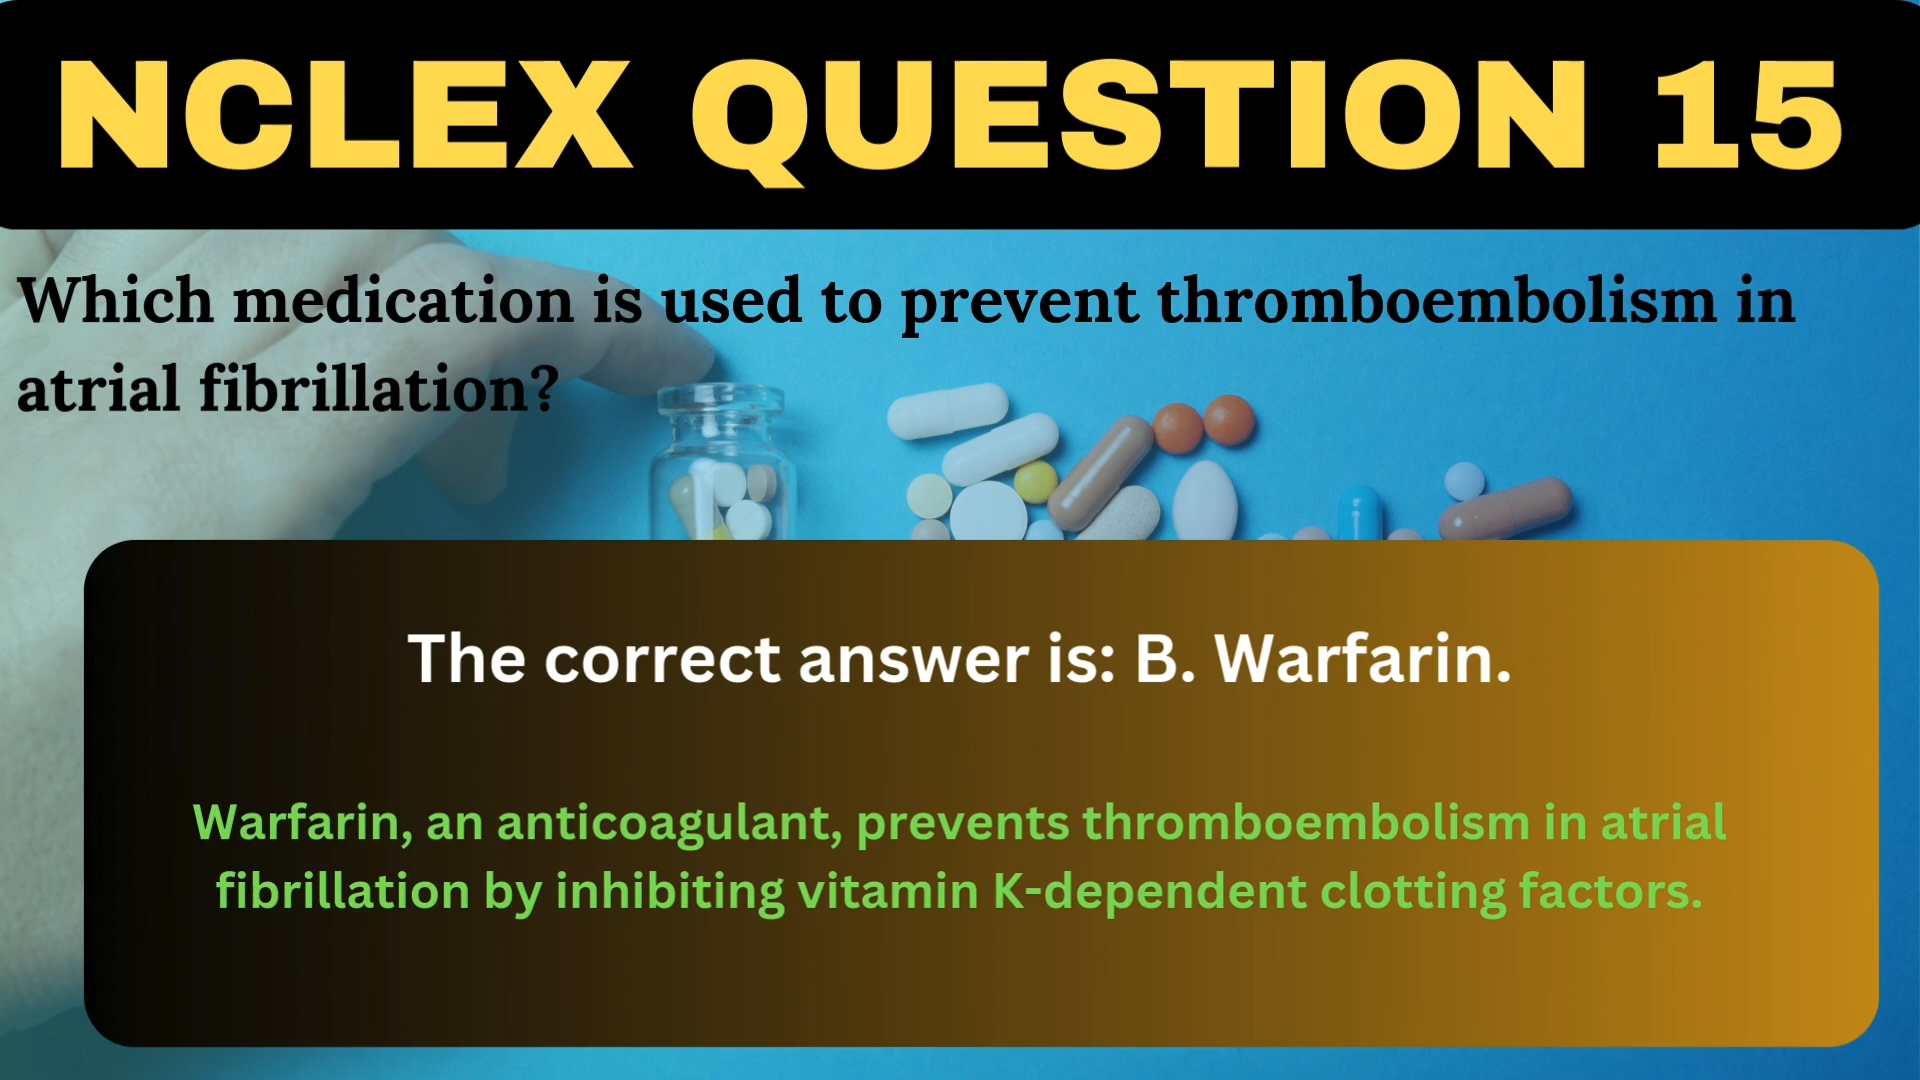 NCLEX QUESTION 15
Which medication is used to prevent thromboembolism in
atrial fibrillation?
The correct answer is: B. Warfarin.
Warfarin, an anticoagulant, prevents thromboembolism in atrial
fibrillation by inhibiting vitamin K-dependent clotting factors.